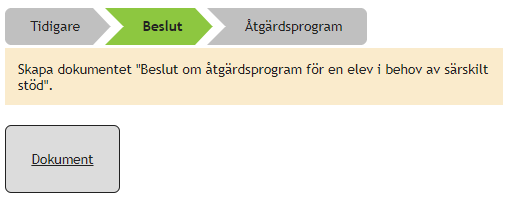 Tidigare Beslut Åtgärdsprogram
Skapa dokumentet "Beslut om åtgärdsprogram för en elev i behov av särskilt
stöd".
Dokument